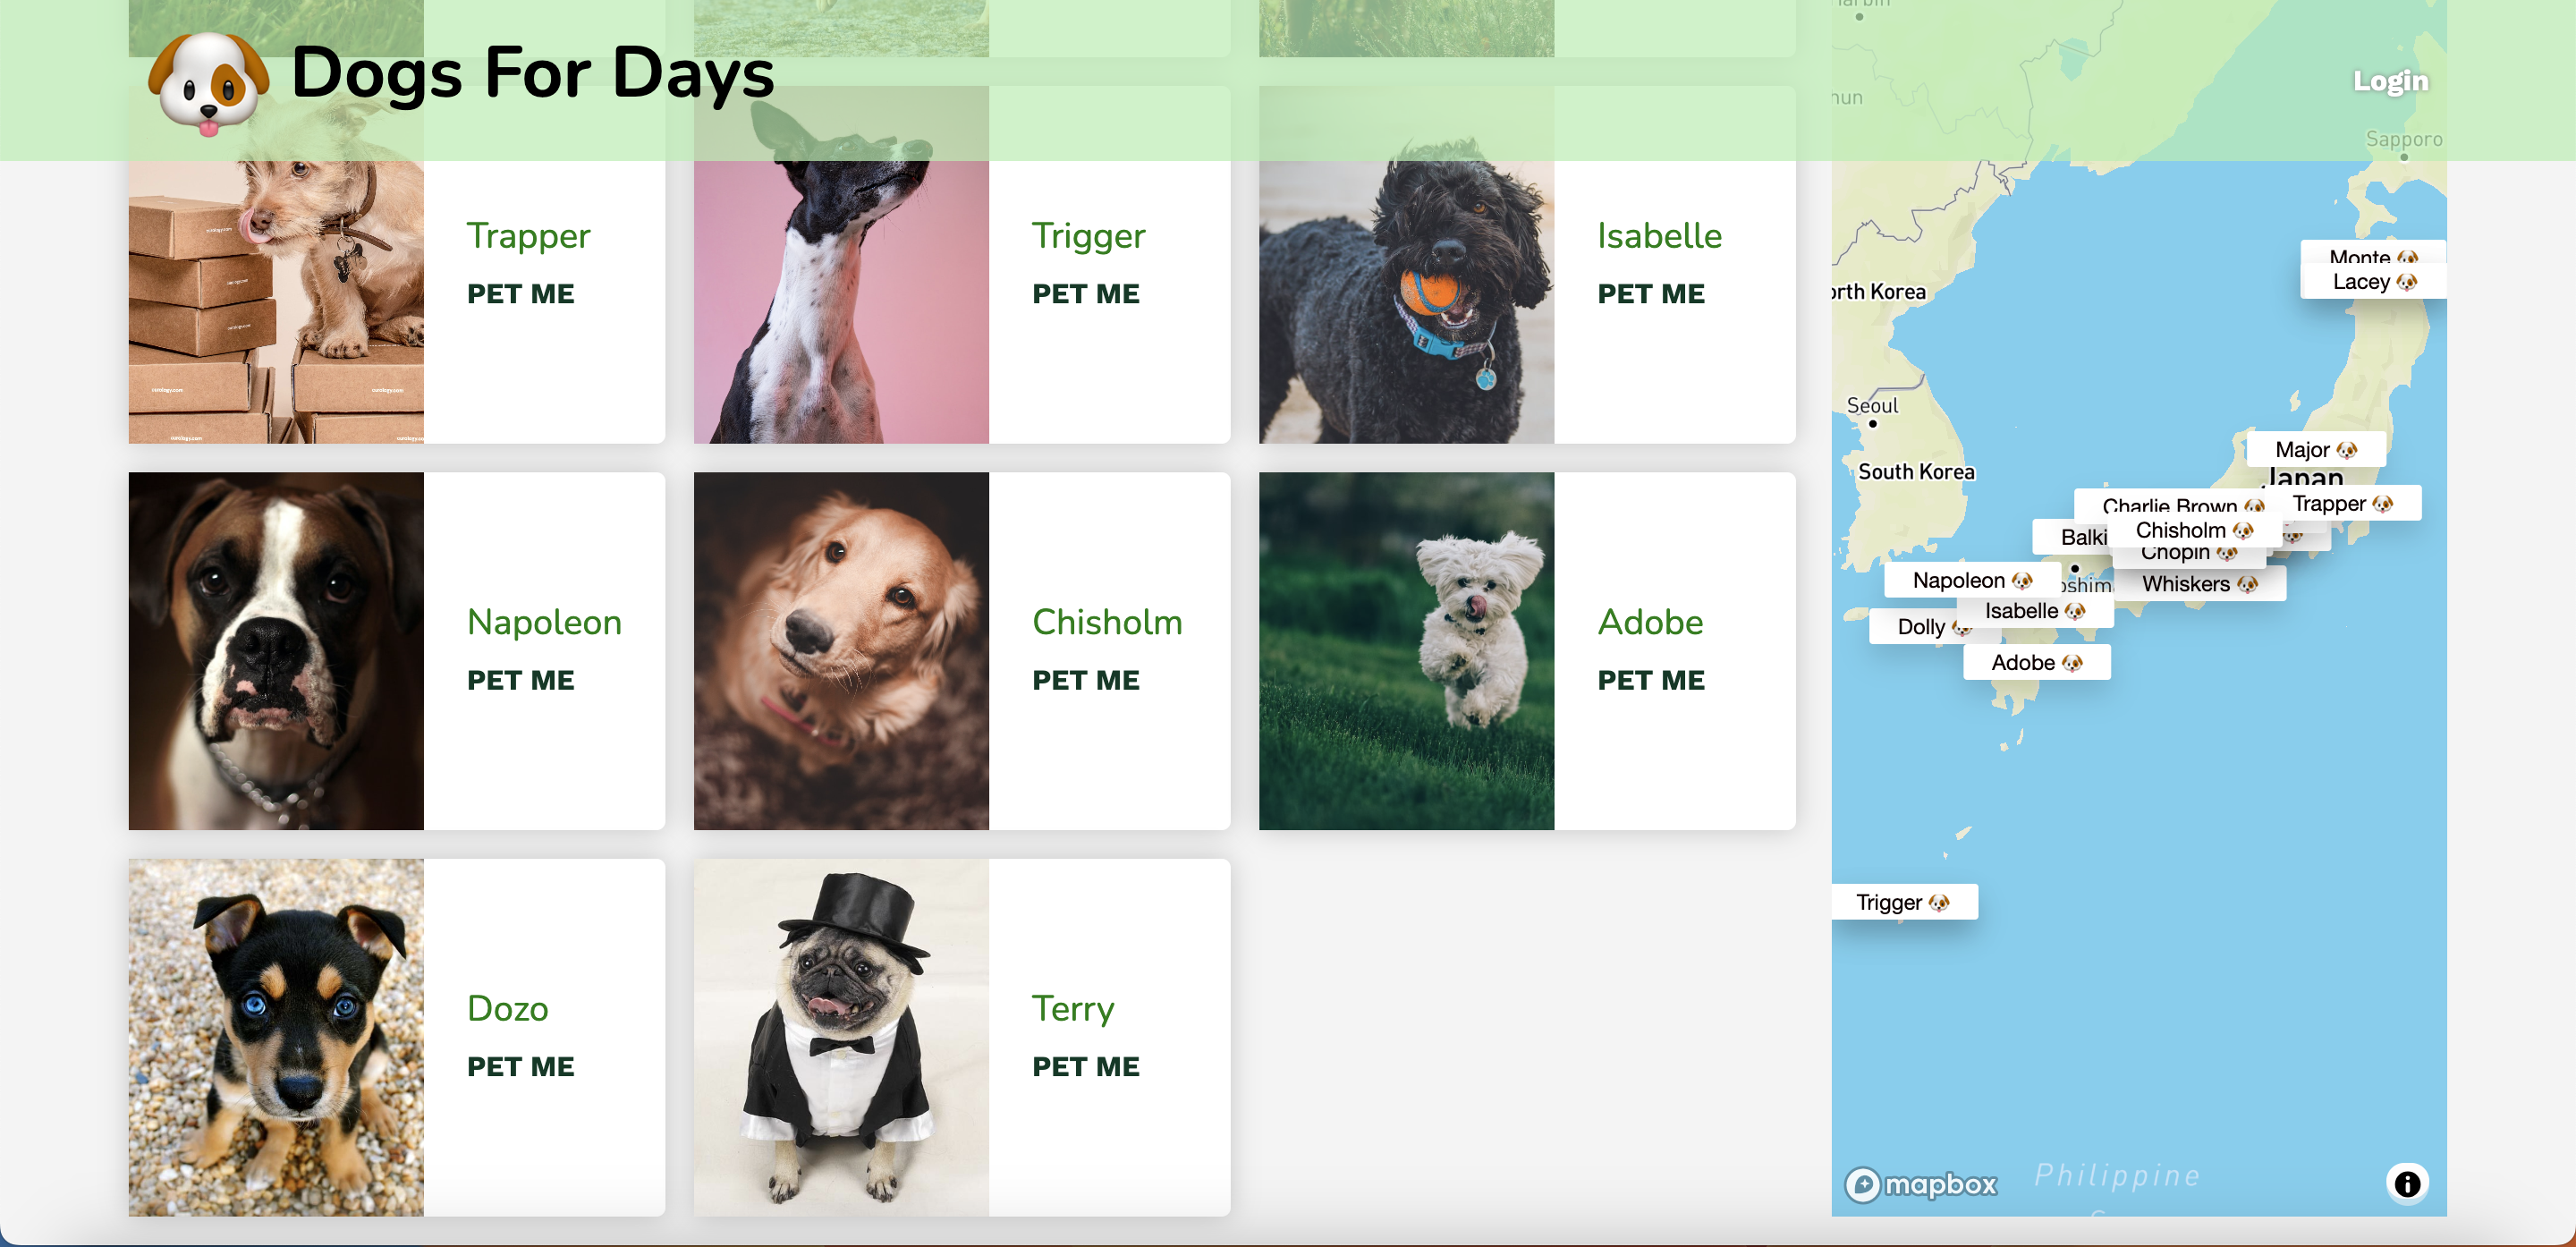 Dogs For Days
Login
Trapper
PET ME
Trigger
PET ME
Isabelle
PET ME
Napoleon
PET ME
Chisholm
PET ME
Adobe
PET ME
Dozo
PET ME
Terry
PET ME
hun
Sapporo
Monte
Lacey
orth Korea
Seoul
South Korea
Major
Japan
Charlie Brown
Trapper
Chisholm
Balki
Chopin
Napoleon
oshim
Whiskers
Isabelle
Dolly
Adobe
Trigger
mapbox
Philippine